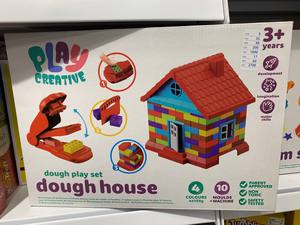 PLAY
CREATIVE
3+
years
development
imagination
motor
skills
dough play set
dough house
4
COLOURS
10
MOULDS
+MACHINE
PARENT
APPROVED
NON
TOXIC
SAFETY
TESTED